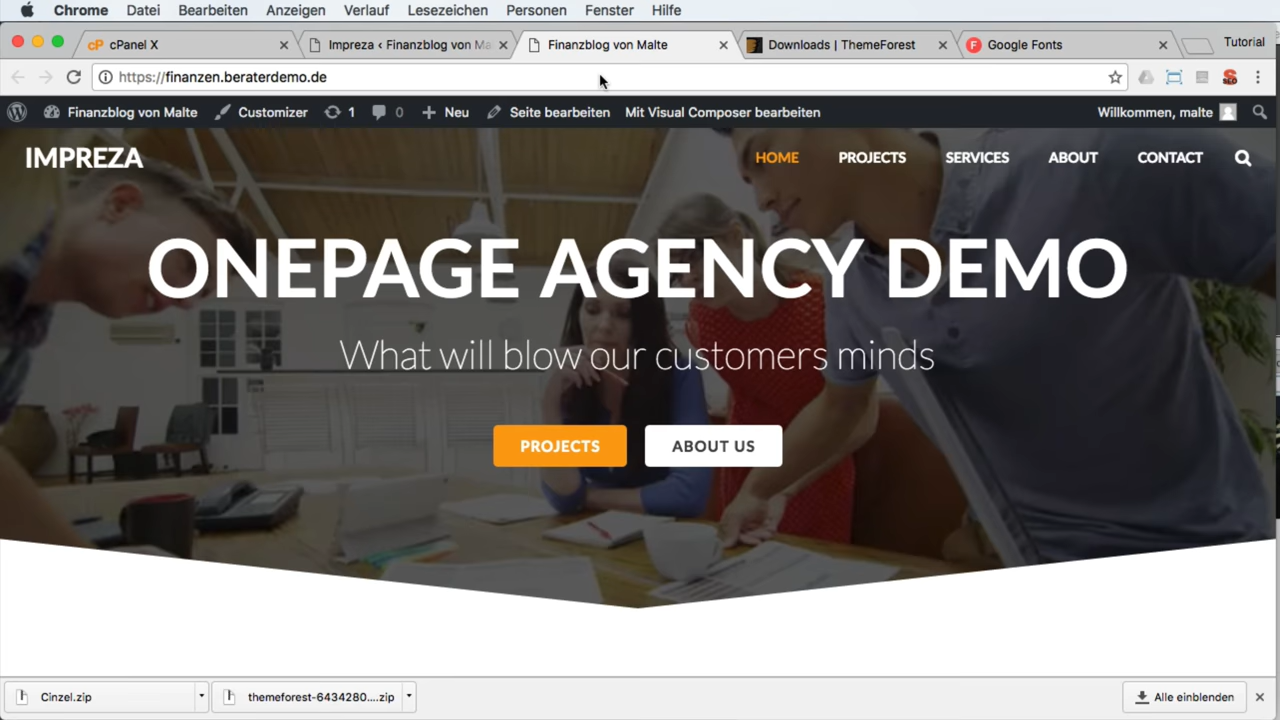 Chrome Datei Bearbeiten Anzeigen Verlauf Lesezeichen Personen Fenster Hilfe
cP cPanel X Impreza ‹ Finanzblog von Ma Finanzblog von Malte Downloads | ThemeForest F Google Fonts Tutorial
https://finanzen.beraterdemo.de SEO
Finanzblog von Malte Customizer 1 0 Neu Seite bearbeiten Mit Visual Composer bearbeiten Willkommen, malte
IMPREZA HOME PROJECTS SERVICES ABOUT CONTACT
ONEPAGE AGENCY DEMO
What will blow our customers minds
PROJECTS ABOUT US
Cinzel.zip themeforest-6434280....zip Alle einblenden